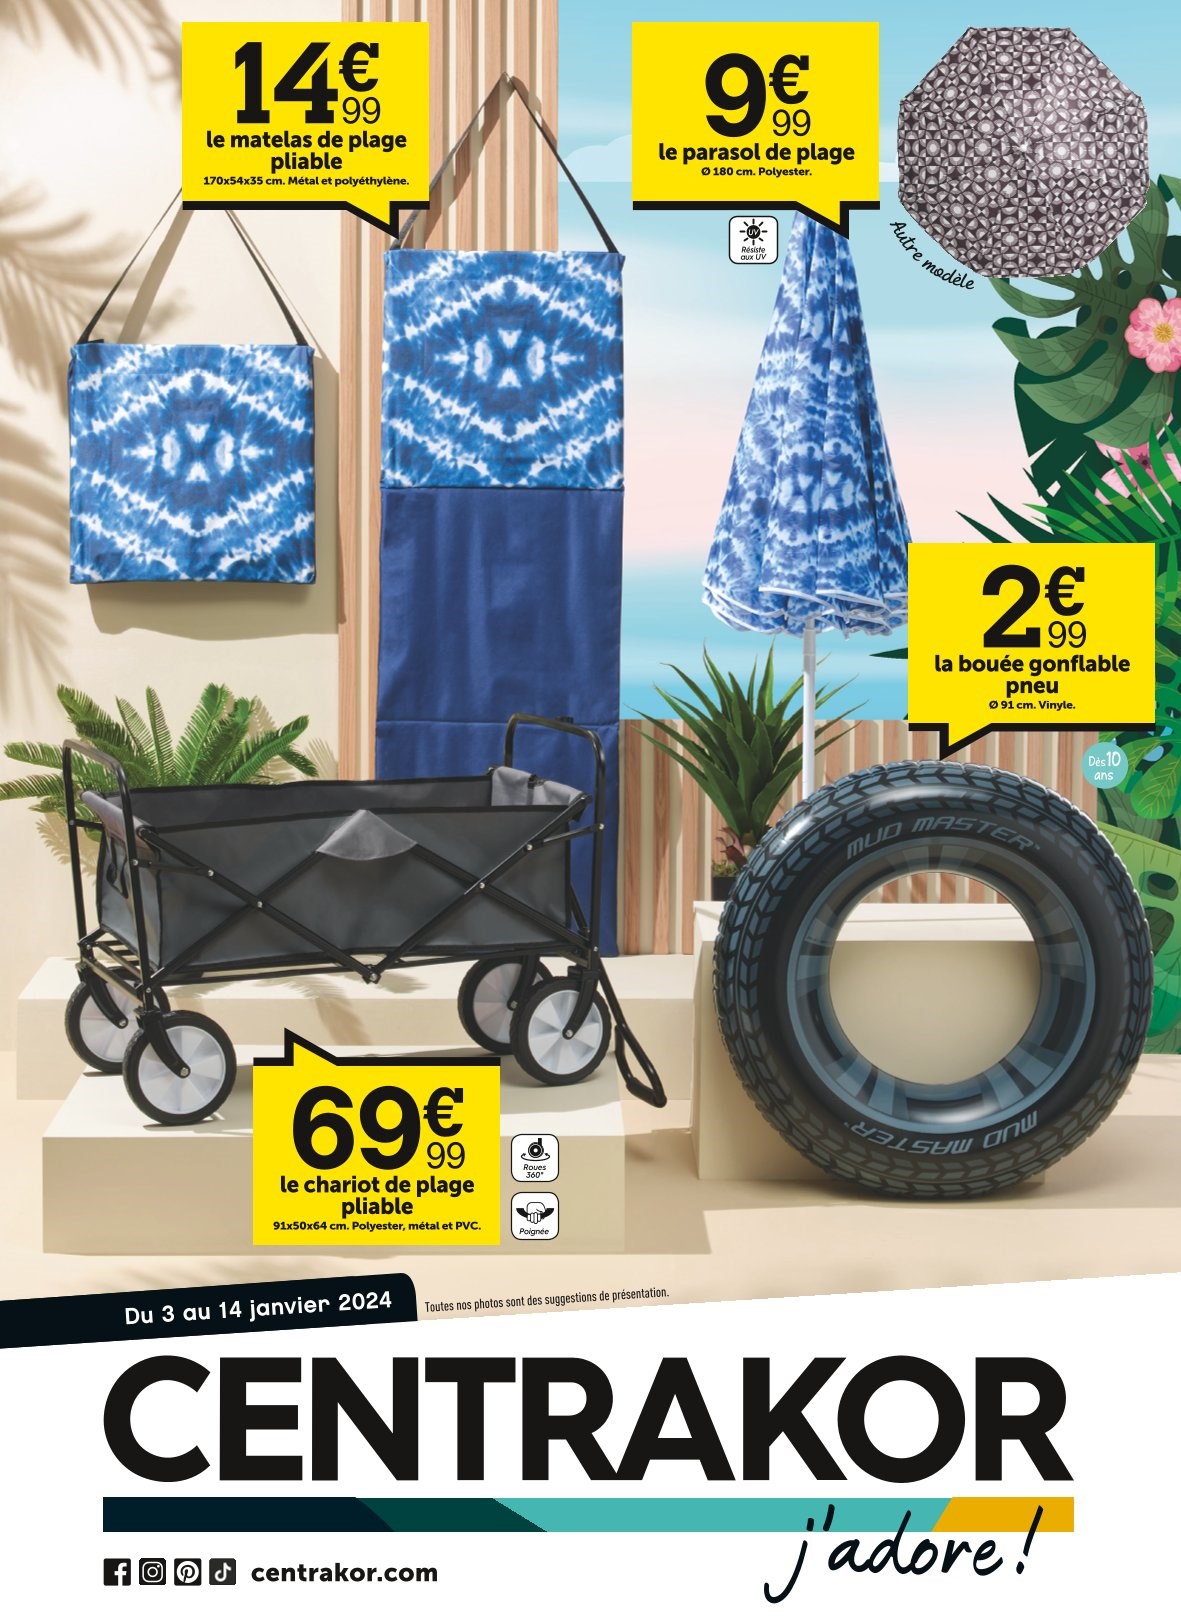 14€99
le matelas de plage
pliable
170x54x35 cm. Métal et polyéthylène.
9€99
le parasol de plage
Ø 180 cm. Polyester.
UV
Résiste
aux UV
Autre modèle
2€99
la bouée gonflable
pneu
Ø 91 cm. Vinyle.
Dès 10
ans
MUD MASTER™
MUD MASTER™
69€99
le chariot de plage
pliable
91x50x64 cm. Polyester, métal et PVC.
Roues
360°
Poignée
Du 3 au 14 janvier 2024
Toutes nos photos sont des suggestions de présentation.
CENTRAKOR
j'adore !
centrakor.com